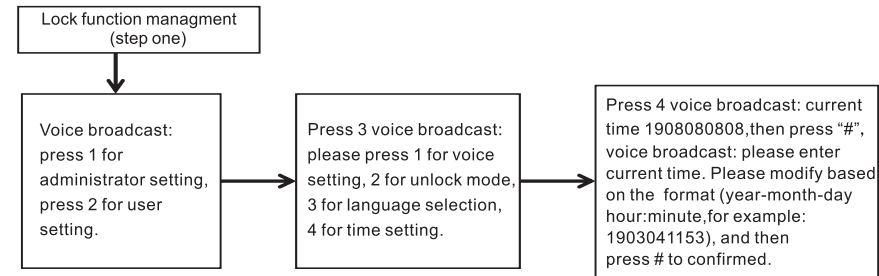 Lock function managment
(step one)
Voice broadcast:
press 1 for
administrator setting,
press 2 for user
setting.
Press 3 voice broadcast:
please press 1 for voice
setting, 2 for unlock mode,
3 for language selection,
4 for time setting.
Press 4 voice broadcast: current
time 1908080808,then press “#”,
voice broadcast: please enter
current time. Please modify based
on the format (year-month-day
hour:minute,for example:
1903041153), and then
press # to confirmed.